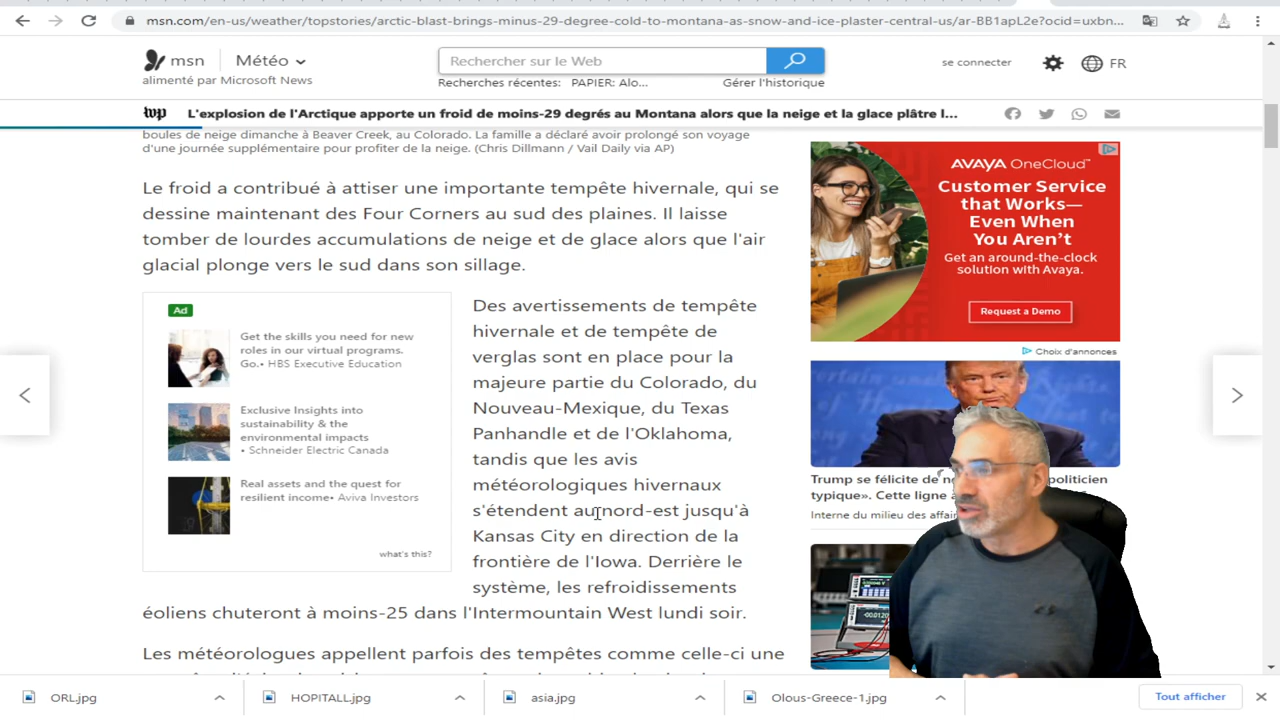 msn.com/en-us/weather/topstories/arctic-blast-brings-minus-29-degree-cold-to-montana-as-snow-and-ice-plaster-central-us/ar-BB1apL2e?ocid=uxbn...
msn Météo
alimenté par Microsoft News
Rechercher sur le Web
Recherches récentes: PAPIER: Alo... Gérer l'historique
se connecter FR
wp L'explosion de l'Arctique apporte un froid de moins-29 degrés au Montana alors que la neige et la glace plâtre l...
boules de neige dimanche à Beaver Creek, au Colorado. La famille a déclaré avoir prolongé son voyage
d'une journée supplémentaire pour profiter de la neige. (Chris Dillmann / Vail Daily via AP)
Le froid a contribué à attiser une importante tempête hivernale, qui se
dessine maintenant des Four Corners au sud des plaines. Il laisse
tomber de lourdes accumulations de neige et de glace alors que l'air
glacial plonge vers le sud dans son sillage.
Ad
Get the skills you need for new
roles in our virtual programs.
Go.• HBS Executive Education
Exclusive Insights into
sustainability & the
environmental impacts
• Schneider Electric Canada
Real assets and the quest for
resilient income• Aviva Investors
what's this?
Des avertissements de tempête
hivernale et de tempête de
verglas sont en place pour la
majeure partie du Colorado, du
Nouveau-Mexique, du Texas
Panhandle et de l'Oklahoma,
tandis que les avis
météorologiques hivernaux
s'étendent au nord-est jusqu'à
Kansas City en direction de la
frontière de l'Iowa. Derrière le
système, les refroidissements
éoliens chuteront à moins-25 dans l'Intermountain West lundi soir.
Les météorologues appellent parfois des tempêtes comme celle-ci une
AVAYA OneCloud™
Customer Service
that Works—
Even When
You Aren't
Get an around-the-clock
solution with Avaya.
Request a Demo
Choix d'annonces
Trump se félicite de politicien
typique». Cette ligne
Interne du milieu des
ORL.jpg
HOPITALL.jpg
asia.jpg
Olous-Greece-1.jpg
Tout afficher